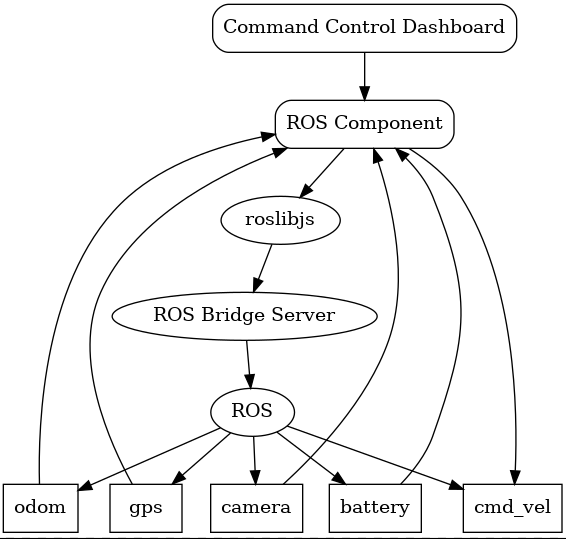 Command Control Dashboard
ROS Component
roslibjs
ROS Bridge Server
ROS
odom
gps
camera
battery
cmd_vel